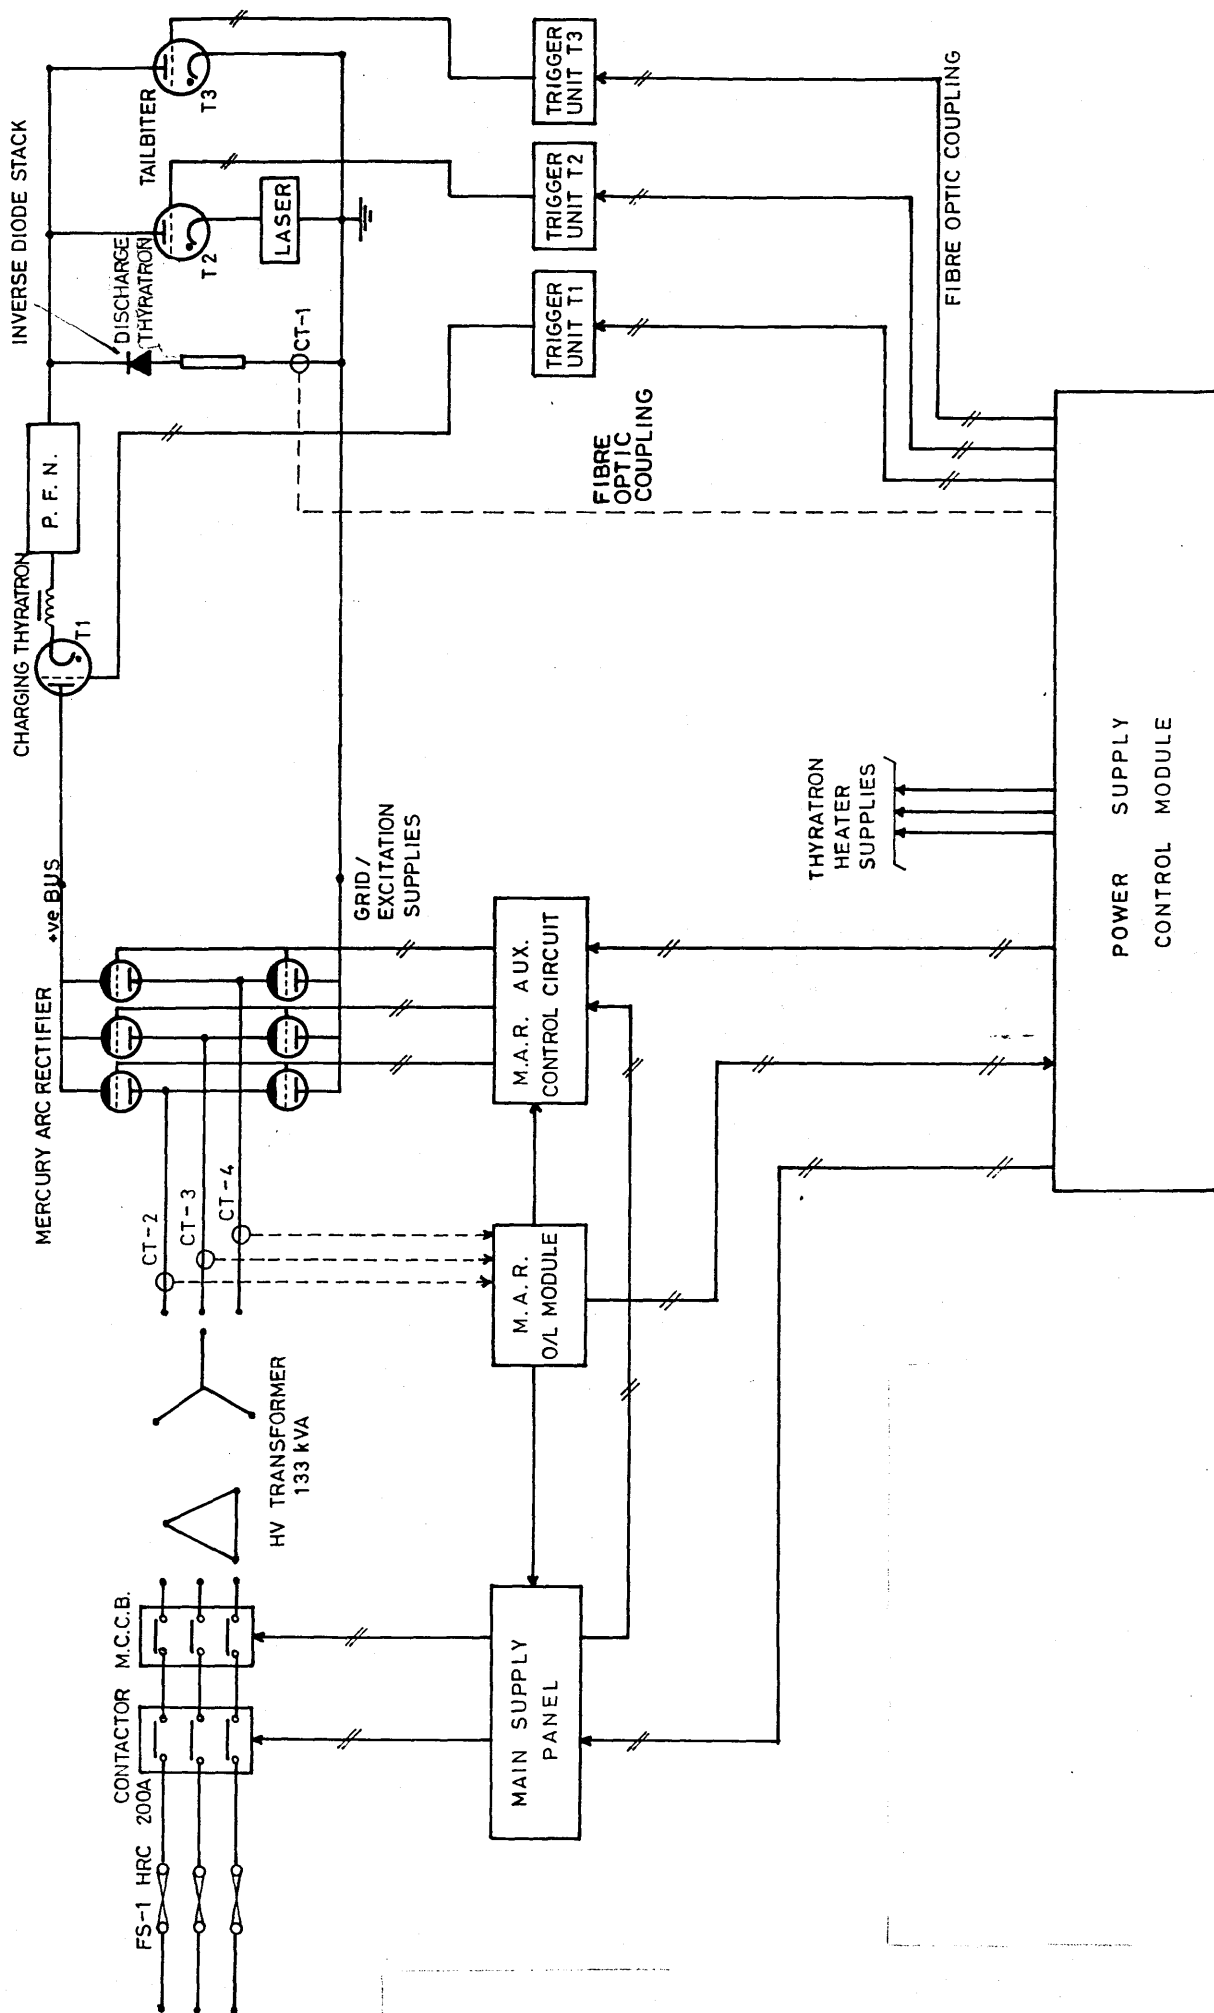 FS-1 HRC 200A
CONTACTOR
M.C.C.B.
HV TRANSFORMER
133 kVA
MERCURY ARC RECTIFIER
CT-2
CT-3
CT-4
+ve BUS
GRID/
EXCITATION
SUPPLIES
CHARGING THYRATRON
T1
P. F. N.
INVERSE DIODE STACK
DISCHARGE
THYRATRON
CT-1
T2
LASER
TAILBITER
T3
MAIN SUPPLY
PANEL
M. A. R.
O/L MODULE
M. A. R. AUX.
CONTROL CIRCUIT
TRIGGER
UNIT T1
TRIGGER
UNIT T2
TRIGGER
UNIT T3
FIBRE
OPTIC
COUPLING
THYRATRON
HEATER
SUPPLIES
FIBRE OPTIC COUPLING
POWER SUPPLY
CONTROL MODULE